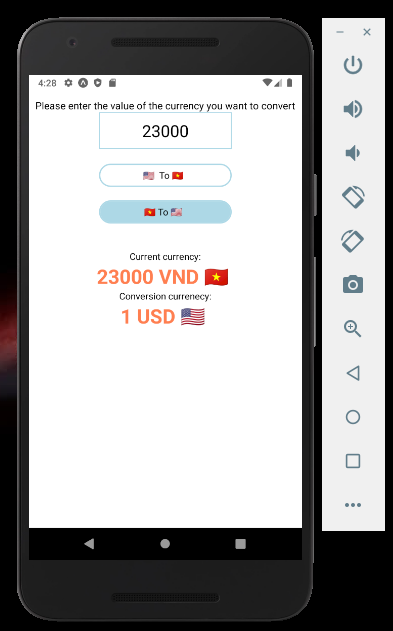 4:28
Please enter the value of the currency you want to convert
23000
🇺🇸 To 🇻🇳
🇻🇳 To 🇺🇸
Current currency:
23000 VND 🇻🇳
Conversion currenecy:
1 USD 🇺🇸